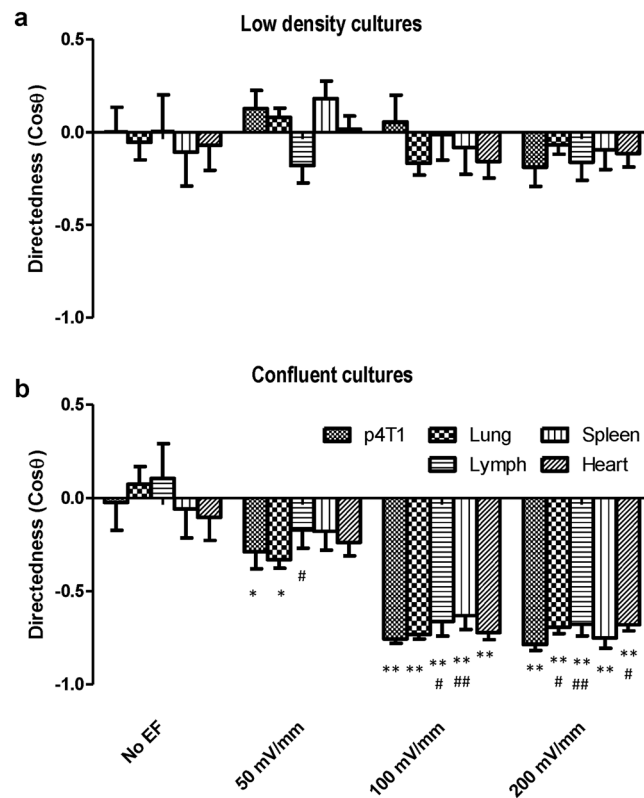 a
Low density cultures
Directedness (Cosθ)
0.5
0.0
-0.5
-1.0
b
Confluent cultures
Directedness (Cosθ)
0.5
0.0
-0.5
-1.0
p4T1 Lung Spleen
Lymph Heart
* * #
** ** ** ** ** ** ** ** ** **
# ## # ## #
No EF 50 mV/mm 100 mV/mm 200 mV/mm